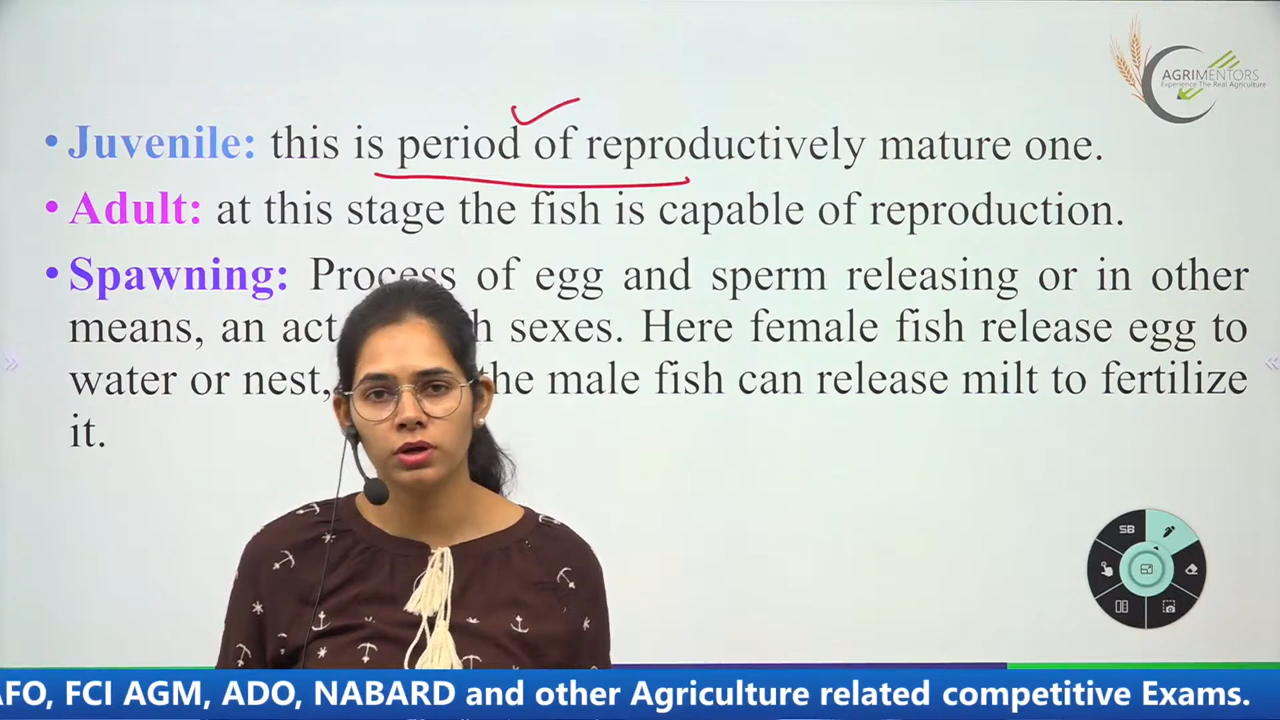 AGRIMENTORS
Experience The Real Agriculture
• Juvenile: this is period of reproductively mature one.
• Adult: at this stage the fish is capable of reproduction.
• Spawning: Process of egg and sperm releasing or in other
means, an act sexes. Here female fish release egg to
water or nest, the male fish can release milt to fertilize
it.
SB
AFO, FCI AGM, ADO, NABARD and other Agriculture related competitive Exams.